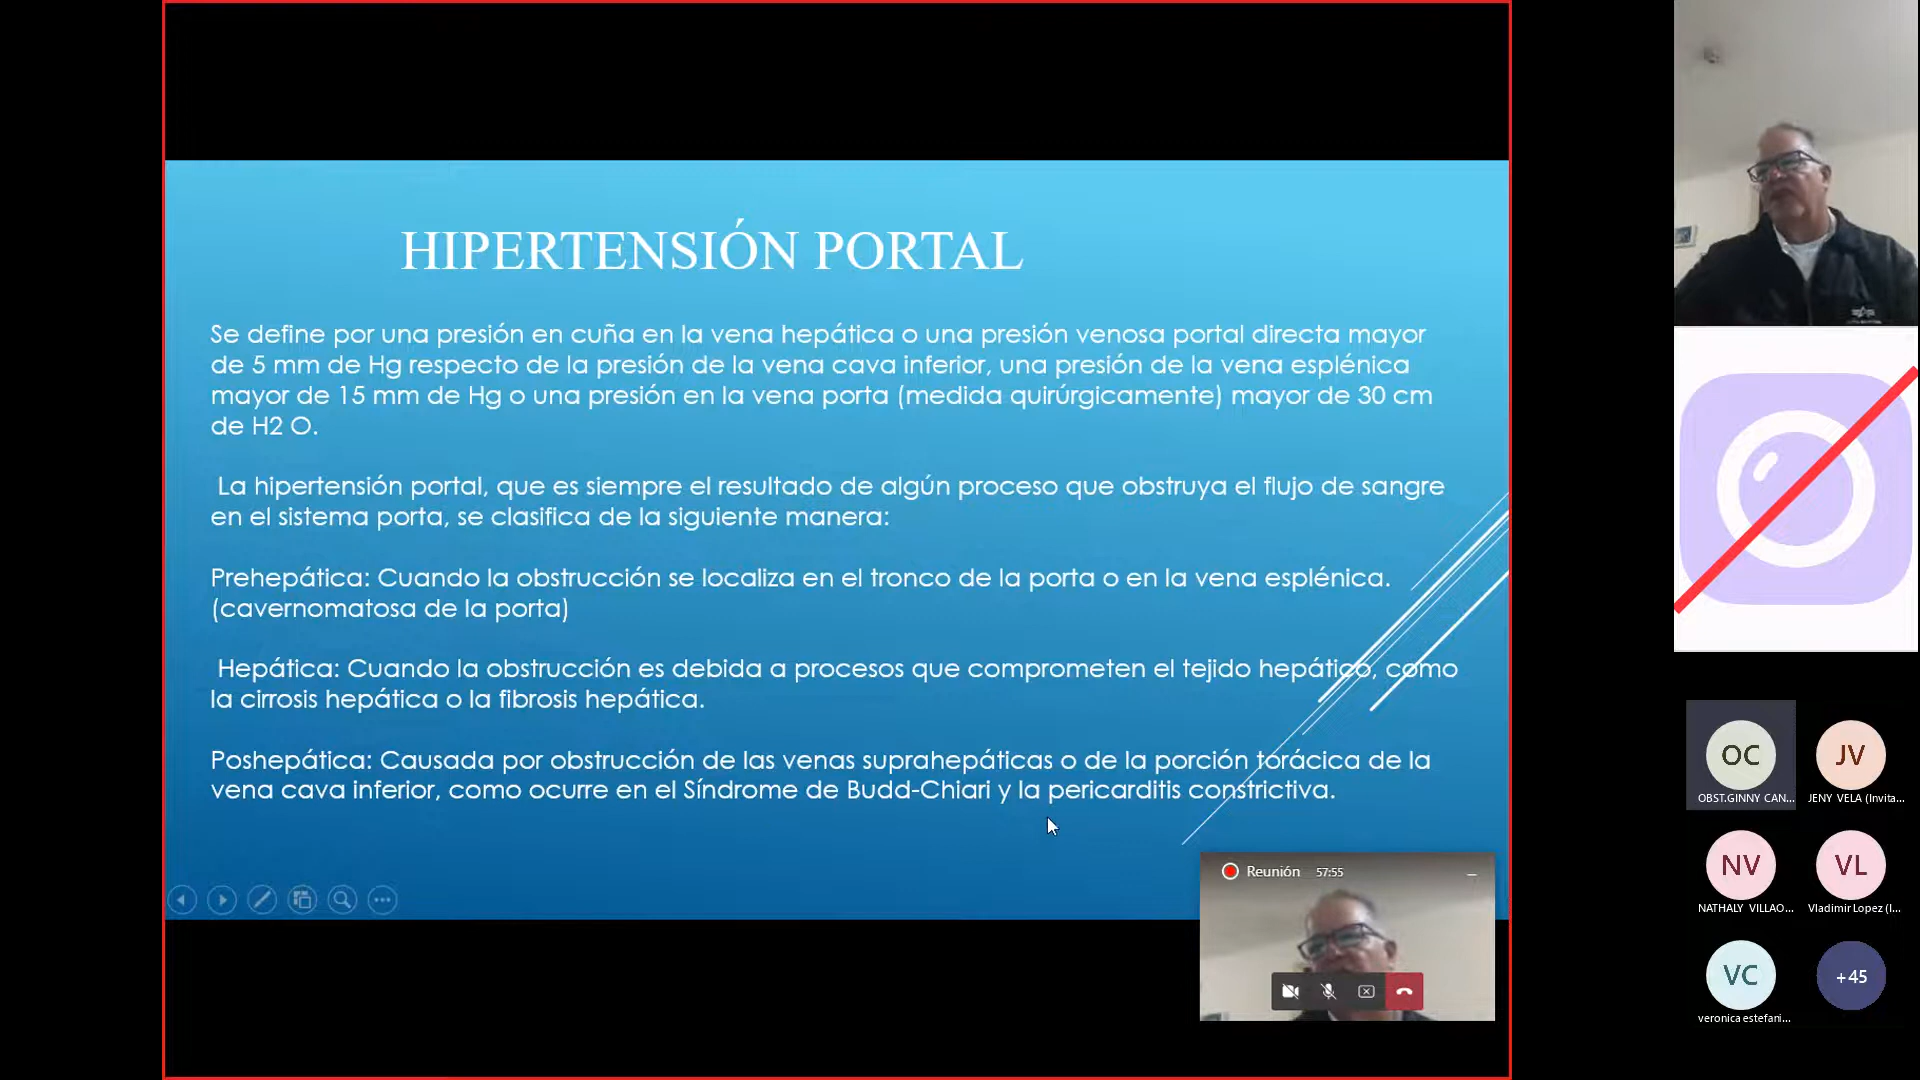 HIPERTENSIÓN PORTAL
Se define por una presión en cuña en la vena hepática o una presión venosa portal directa mayor
de 5 mm de Hg respecto de la presión de la vena cava inferior, una presión de la vena esplénica
mayor de 15 mm de Hg o una presión en la vena porta (medida quirúrgicamente) mayor de 30 cm
de H2 O.
La hipertensión portal, que es siempre el resultado de algún proceso que obstruya el flujo de sangre
en el sistema porta, se clasifica de la siguiente manera:
Prehepática: Cuando la obstrucción se localiza en el tronco de la porta o en la vena esplénica.
(cavernomatosa de la porta)
Hepática: Cuando la obstrucción es debida a procesos que comprometen el tejido hepático, como
la cirrosis hepática o la fibrosis hepática.
Poshepática: Causada por obstrucción de las venas suprahepáticas o de la porción torácica de la
vena cava inferior, como ocurre en el Síndrome de Budd-Chiari y la pericarditis constrictiva.
Reunión 57:55
OC JV
OBST.GINNY CAN... JENY VELA (Invita...
NV VL
NATHALY VILLAO... Vladimir Lopez (I...
VC +45
veronica estefani...